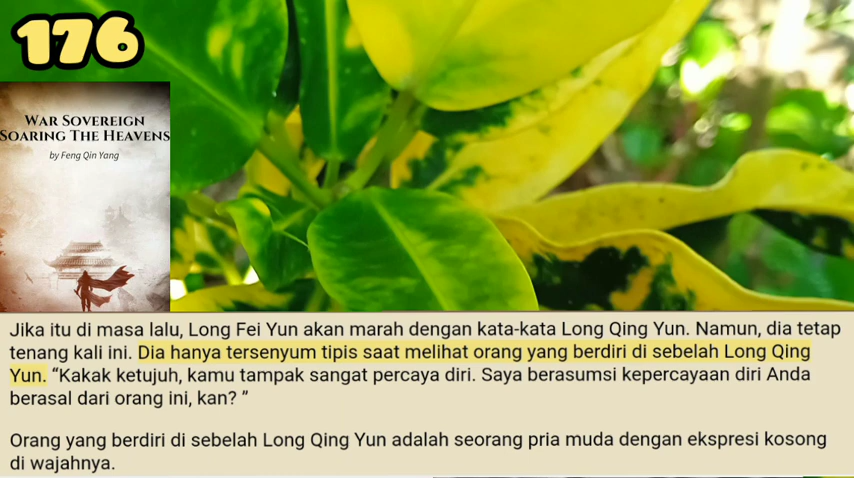 176
WAR SOVEREIGN
SOARING THE HEAVENS
by Feng Qin Yang
Jika itu di masa lalu, Long Fei Yun akan marah dengan kata-kata Long Qing Yun. Namun, dia tetap
tenang kali ini. Dia hanya tersenyum tipis saat melihat orang yang berdiri di sebelah Long Qing
Yun. “Kakak ketujuh, kamu tampak sangat percaya diri. Saya berasumsi kepercayaan diri Anda
berasal dari orang ini, kan? ”
Orang yang berdiri di sebelah Long Qing Yun adalah seorang pria muda dengan ekspresi kosong
di wajahnya.